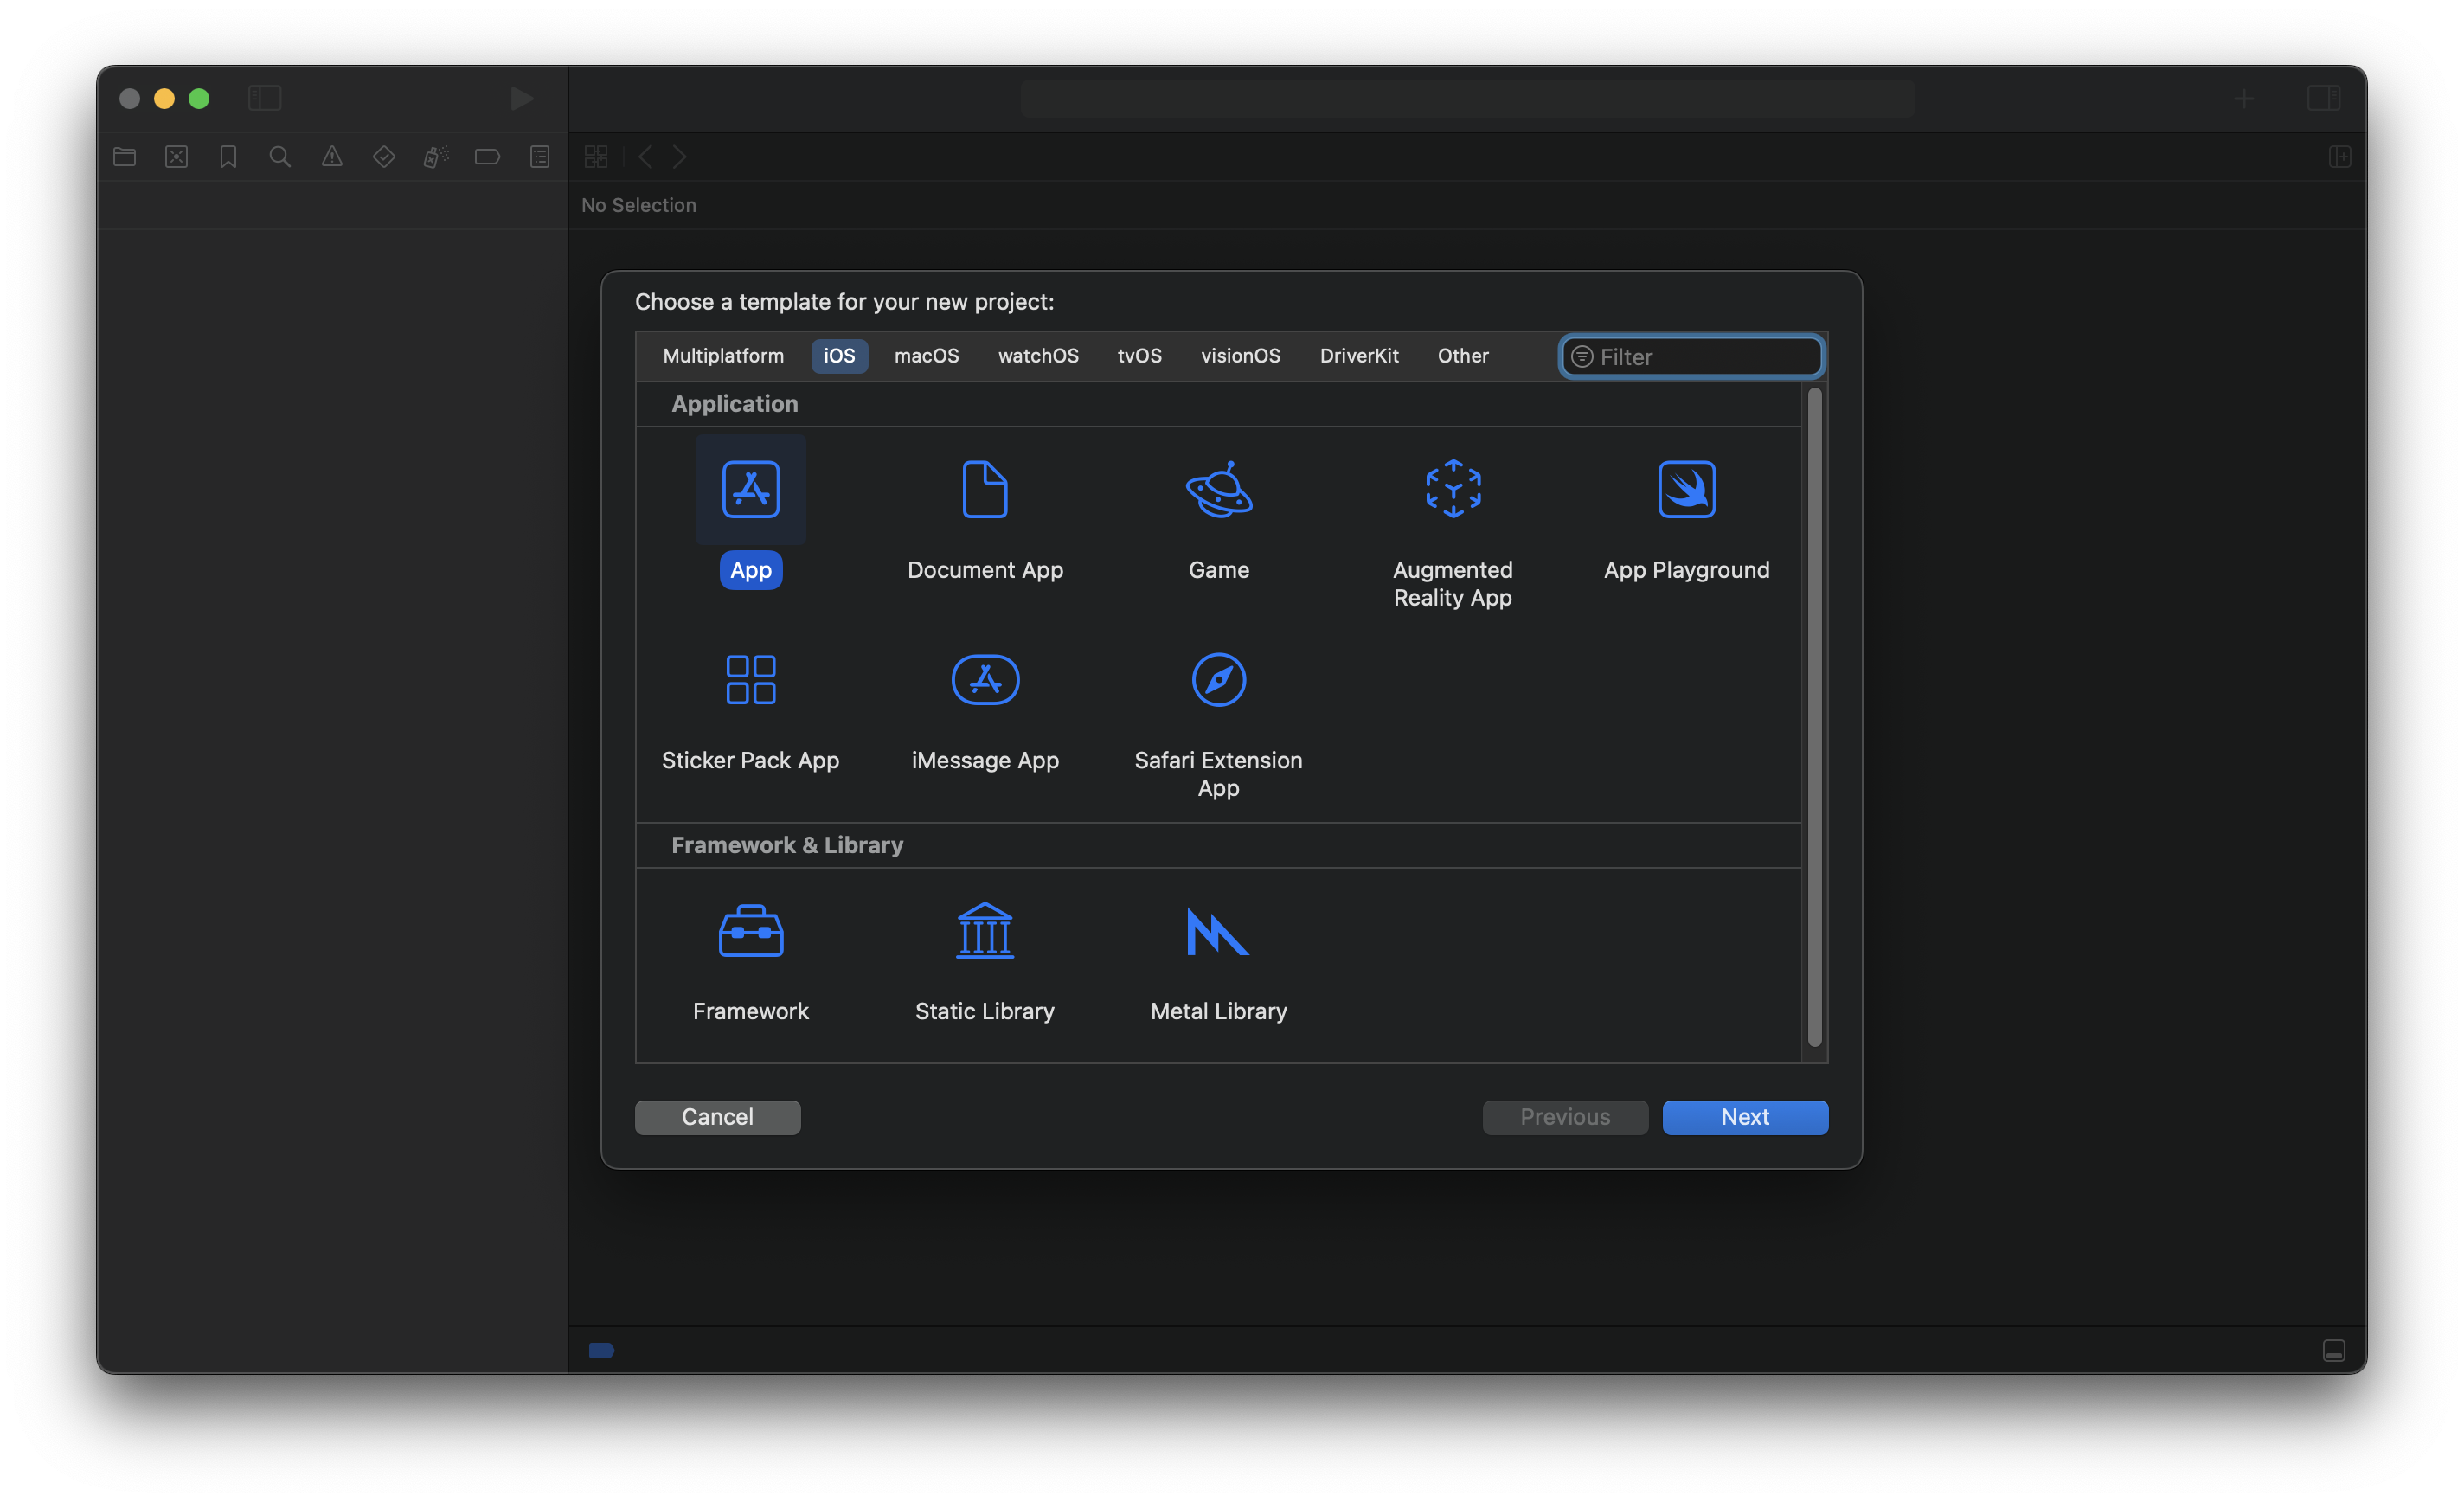 No Selection
Choose a template for your new project:
Multiplatform iOS macOS watchOS tvOS visionOS DriverKit Other Filter
Application
App Document App Game Augmented Reality App App Playground
Sticker Pack App iMessage App Safari Extension App
Framework & Library
Framework Static Library Metal Library
Cancel Previous Next